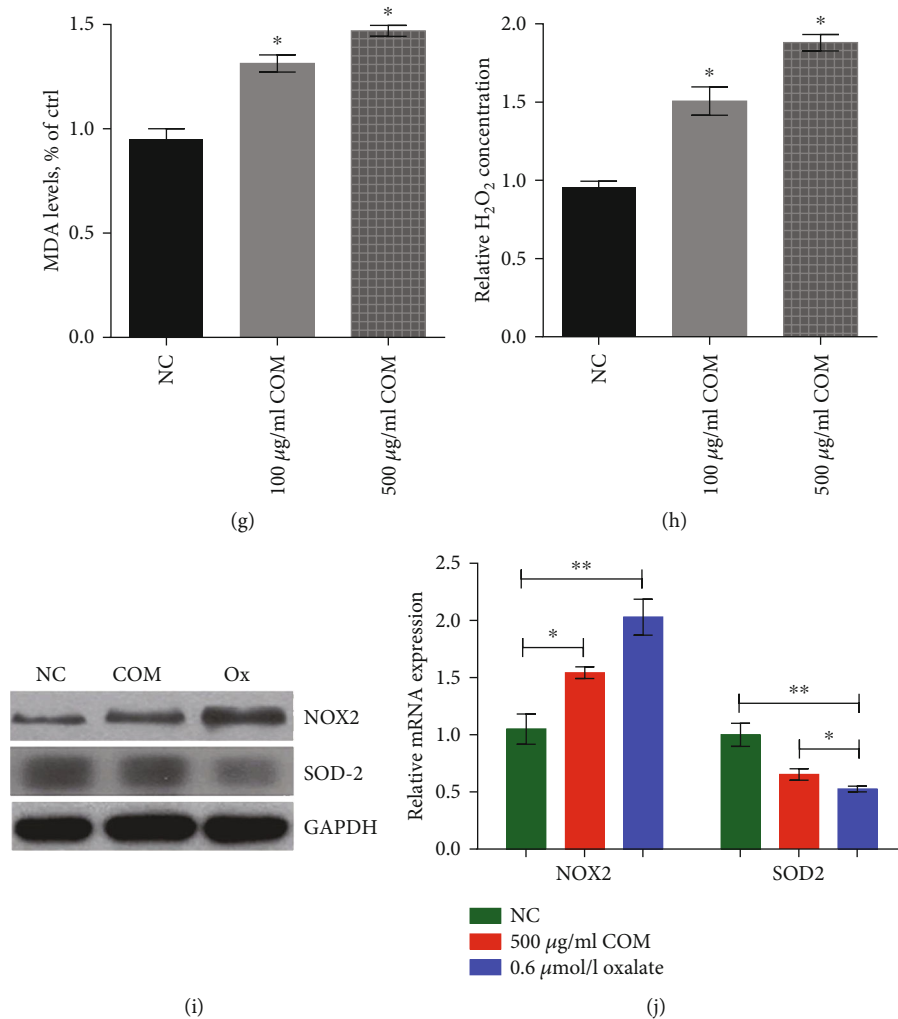 1.5
1.0
0.5
0.0
MDA levels, % of ctrl
*
*
NC
100 μg/ml COM
500 μg/ml COM
(g)
2.0
1.5
1.0
0.5
0.0
Relative H₂O₂ concentration
*
*
NC
100 μg/ml COM
500 μg/ml COM
(h)
NC COM Ox
NOX2
SOD-2
GAPDH
(i)
2.5
2.0
1.5
1.0
0.5
0.0
Relative mRNA expression
**
*
**
*
NOX2 SOD2
NC
500 μg/ml COM
0.6 μmol/l oxalate
(j)